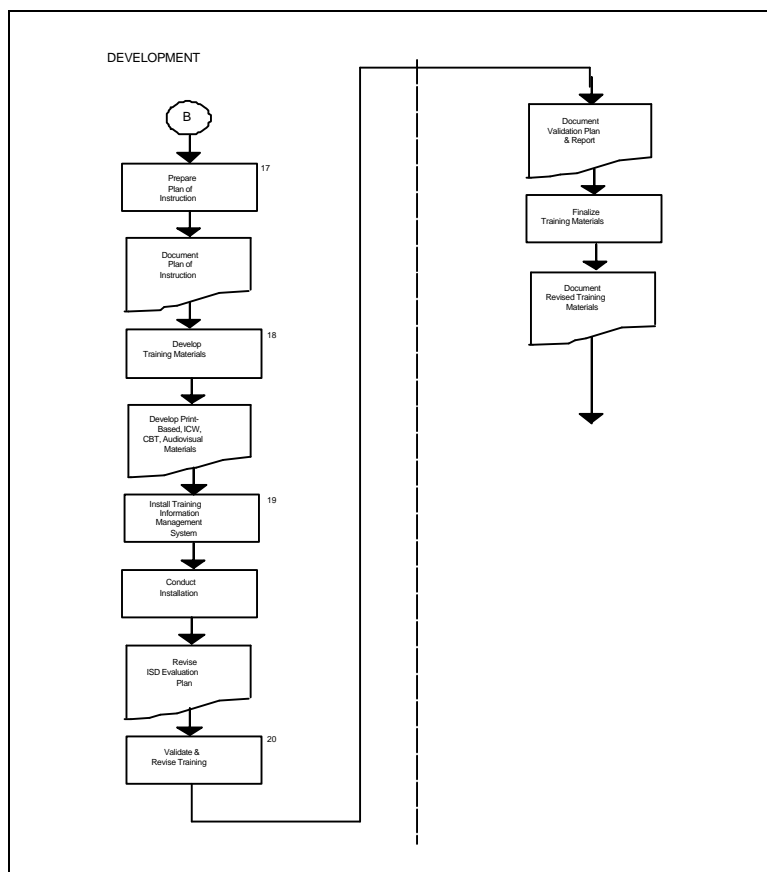 DEVELOPMENT
B
17
Prepare
Plan of
Instruction
Document
Plan of
Instruction
18
Develop
Training Materials
Develop Print-
Based, ICW,
CBT, Audiovisual
Materials
19
Install Training
Information
Management
System
Conduct
Installation
Revise
ISD Evaluation
Plan
20
Validate &
Revise Training
Document
Validation Plan
& Report
Finalize
Training Materials
Document
Revised Training
Materials